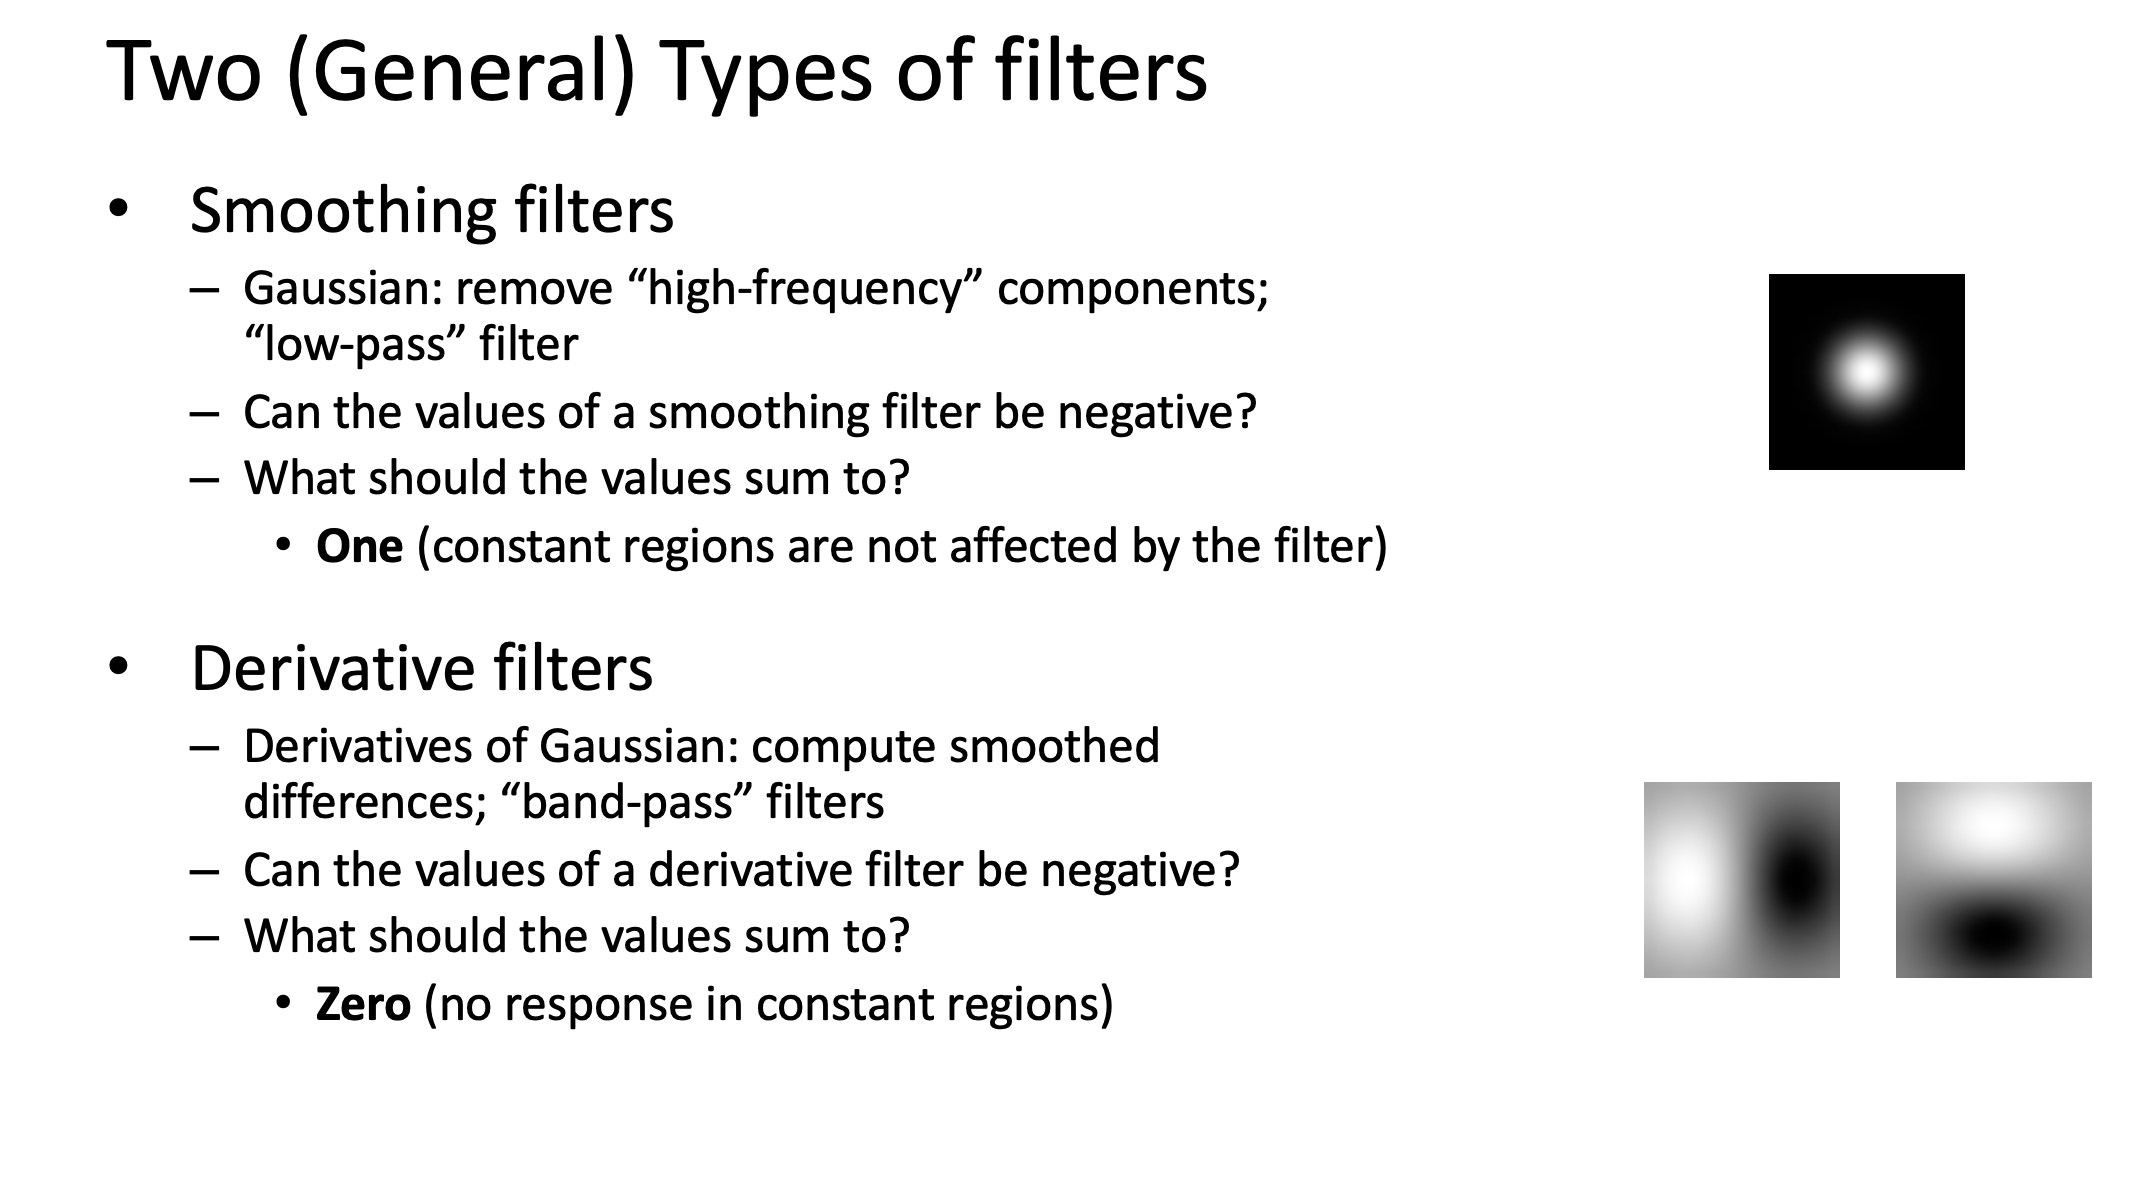 Two (General) Types of filters
• Smoothing filters
– Gaussian: remove “high-frequency” components;
“low-pass” filter
– Can the values of a smoothing filter be negative?
– What should the values sum to?
• One (constant regions are not affected by the filter)
• Derivative filters
– Derivatives of Gaussian: compute smoothed
differences; “band-pass” filters
– Can the values of a derivative filter be negative?
– What should the values sum to?
• Zero (no response in constant regions)